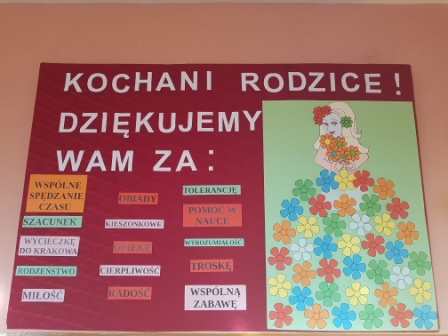 KOCHANI RODZICE!
DZIĘKUJEMY
WAM ZA:
WSPÓLNE
SPĘDZANIE
CZASU
SZACUNEK
WYCIECZKĘ
DO KRAKOWA
RODZEŃSTWO
MIŁOŚĆ
OBIADY
KIESZONKOWE
OPIEKĘ
CIERPLIWOŚĆ
RADOŚĆ
TOLERANCJĘ
POMOC W
NAUCE
WYROZUMIAŁOŚĆ
TROSKĘ
WSPÓLNĄ
ZABAWĘ